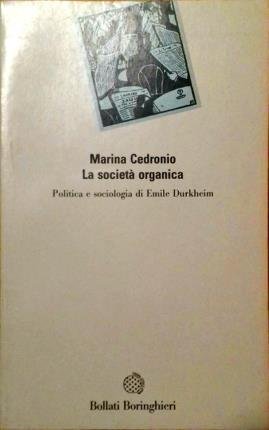 Marina Cedronio
La società organica
Politica e sociologia di Emile Durkheim
Bollati Boringhieri